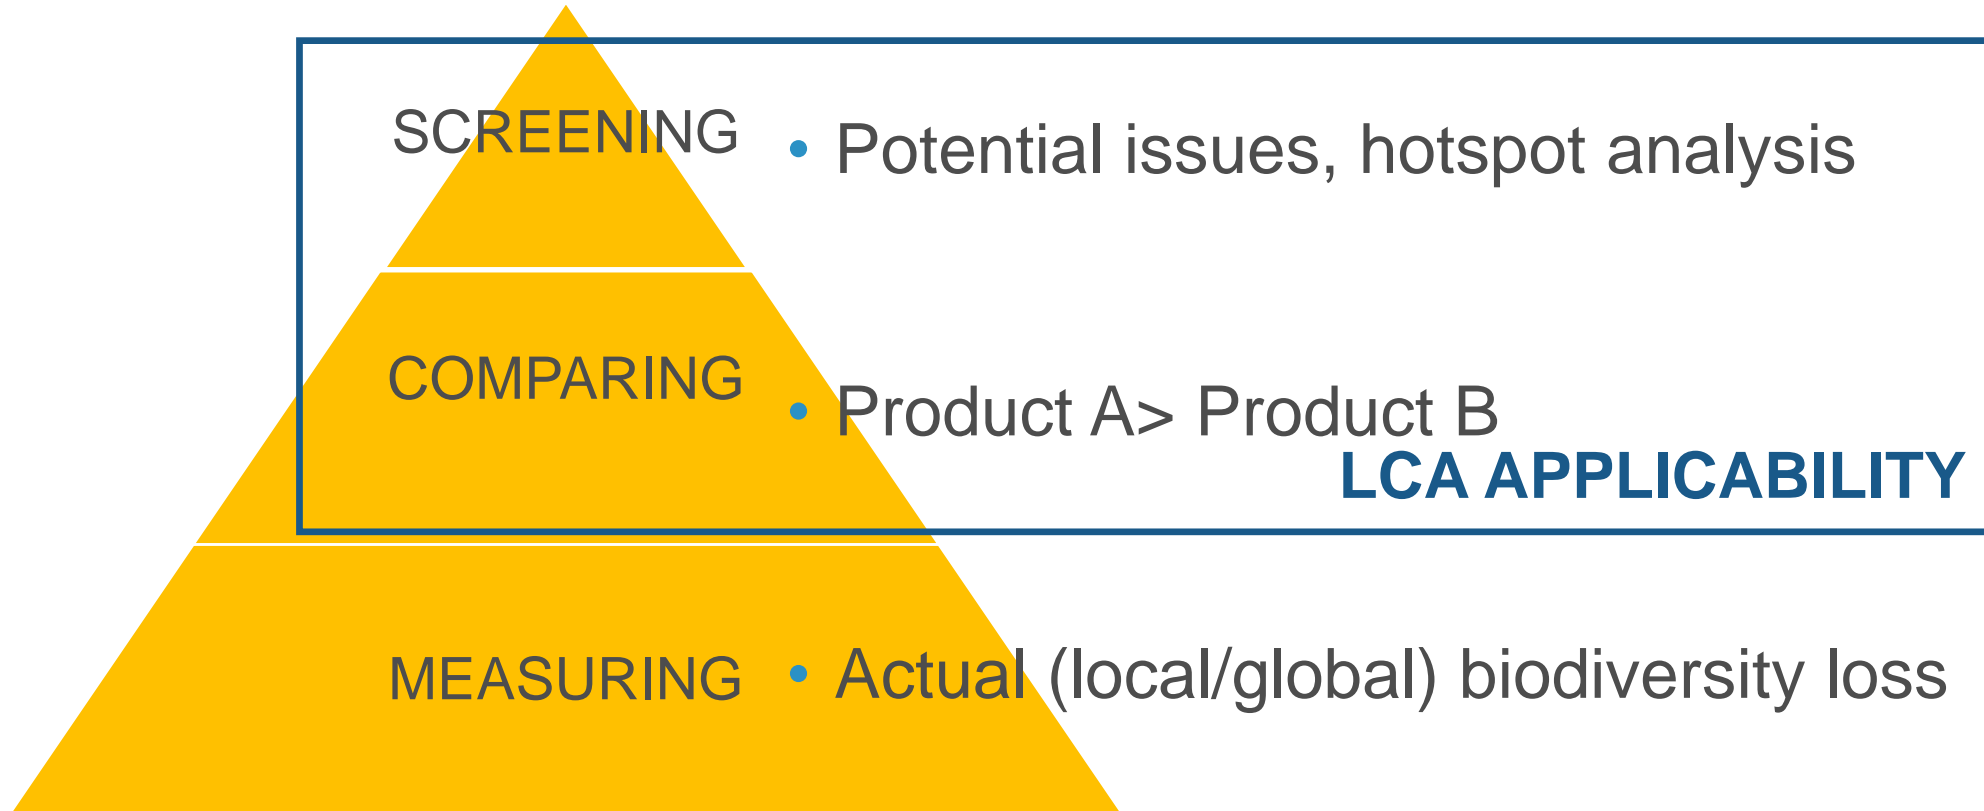 SCREENING
• Potential issues, hotspot analysis
COMPARING
• Product A> Product B
LCA APPLICABILITY
MEASURING
• Actual (local/global) biodiversity loss